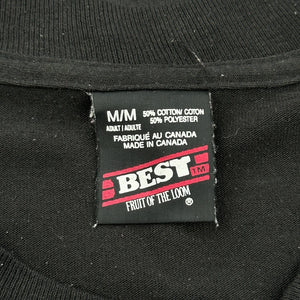 M/M 50% COTTON/COTON
50% POLYESTER
ADULT/ADULTE
FABRIQUÉ AU CANADA
MADE IN CANADA
BEST TM
FRUIT OF THE LOOM ®